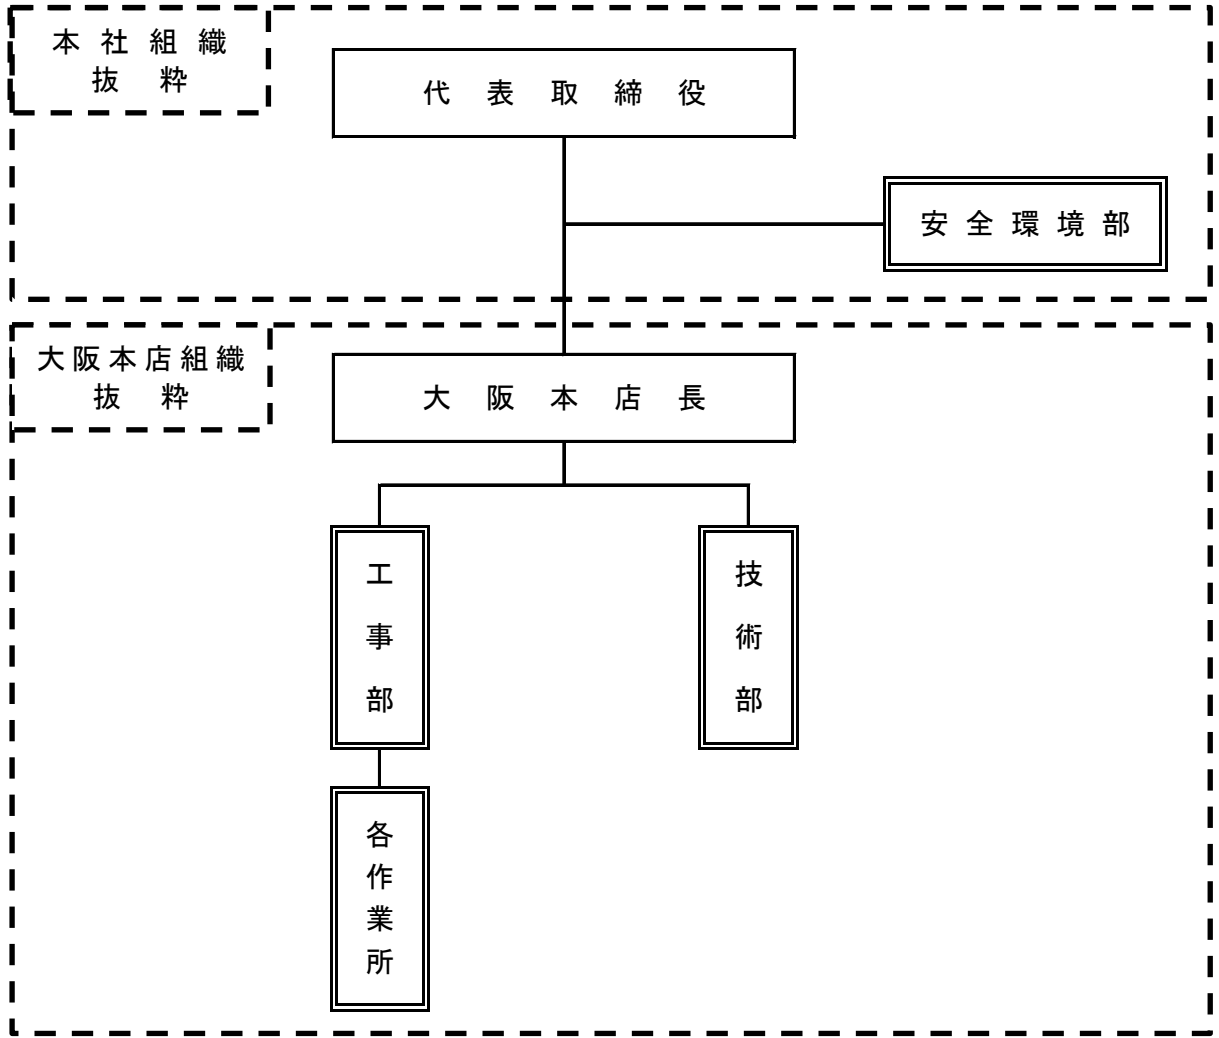 本社組織
抜粋
代表取締役
安全環境部
大阪本店組織
抜粋
大阪本店長
工事部
技術部
各作業所